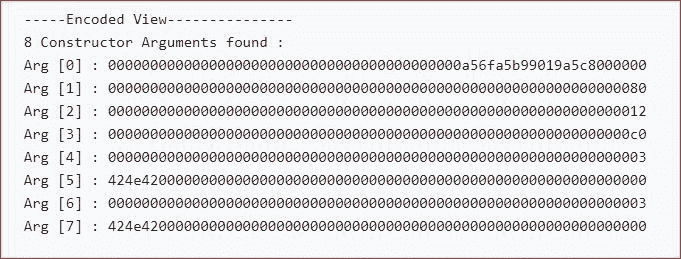 -----Encoded View---------------
8 Constructor Arguments found :
Arg [0] : 000000000000000000000000000000000000000000a56fa5b99019a5c8000000
Arg [1] : 0000000000000000000000000000000000000000000000000000000000000080
Arg [2] : 0000000000000000000000000000000000000000000000000000000000000012
Arg [3] : 00000000000000000000000000000000000000000000000000000000000000c0
Arg [4] : 0000000000000000000000000000000000000000000000000000000000000003
Arg [5] : 424e420000000000000000000000000000000000000000000000000000000000
Arg [6] : 0000000000000000000000000000000000000000000000000000000000000003
Arg [7] : 424e420000000000000000000000000000000000000000000000000000000000